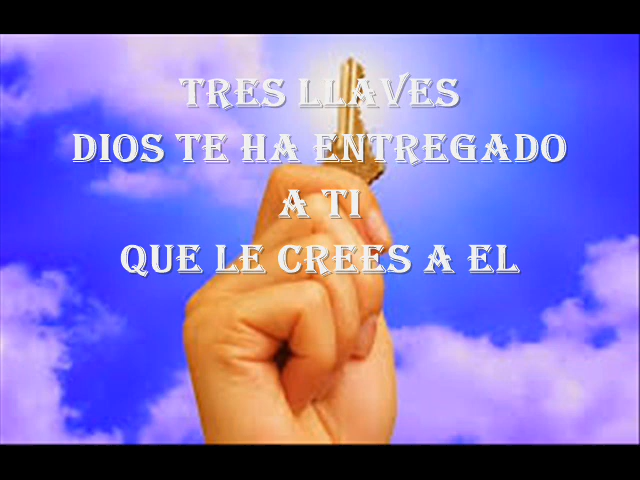 TRES LLAVES
DIOS TE HA ENTREGADO
A TI
QUE LE CREES A EL